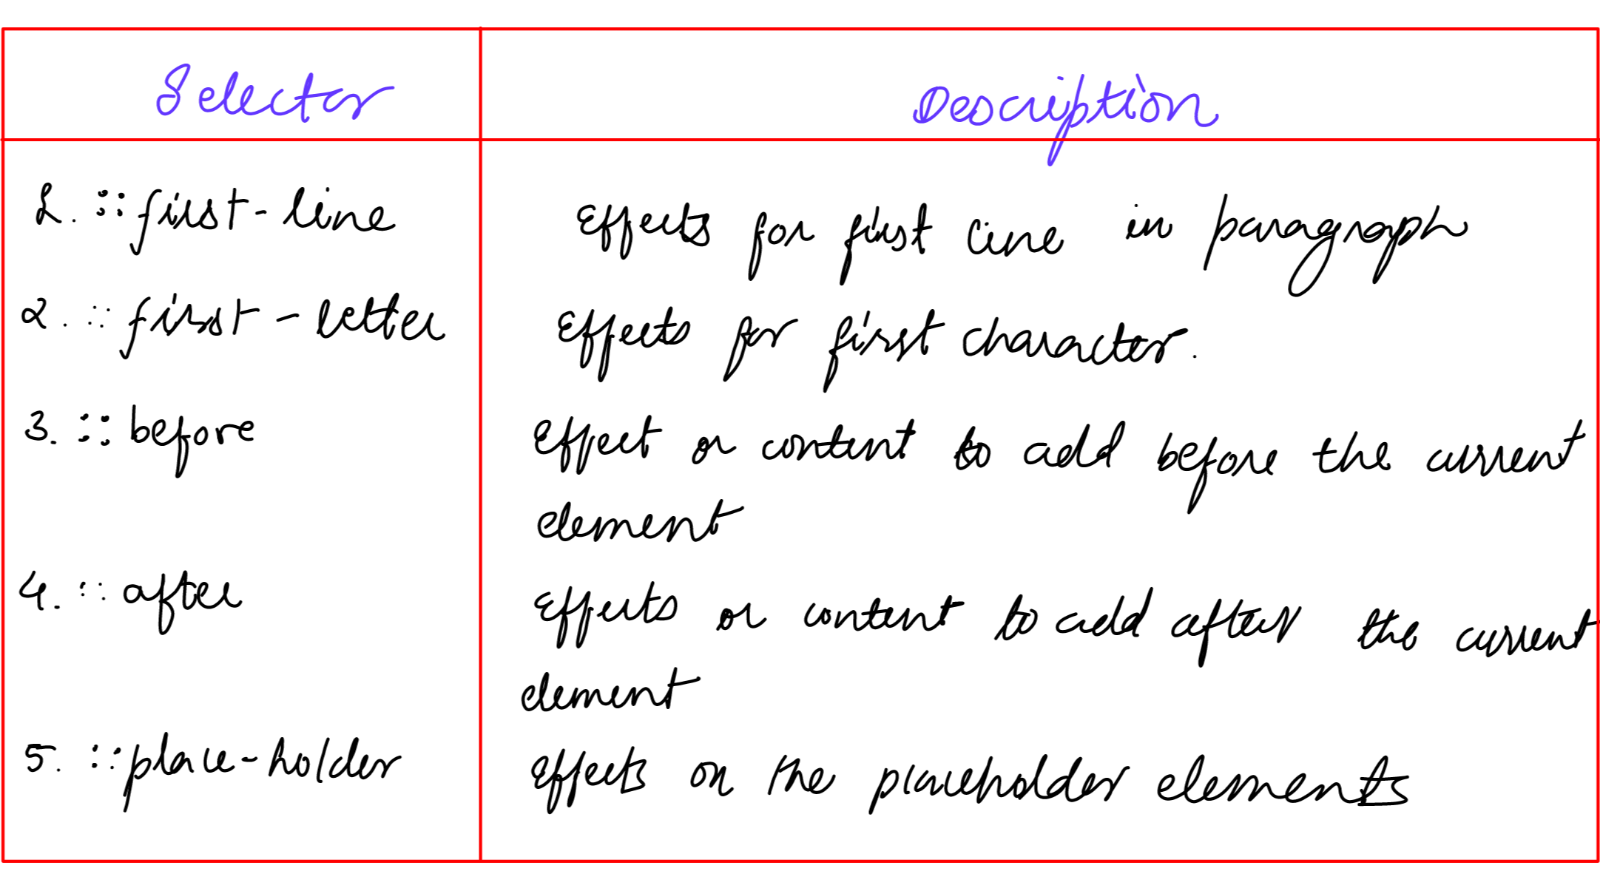 Selector Description
1. ::first-line Effects for first line in paragraph
2. ::first-letter Effects for first character.
3. ::before Effect or content to add before the current
element
4. ::after Effects or content to add after the current
element
5. ::place-holder Effects on the placeholder elements